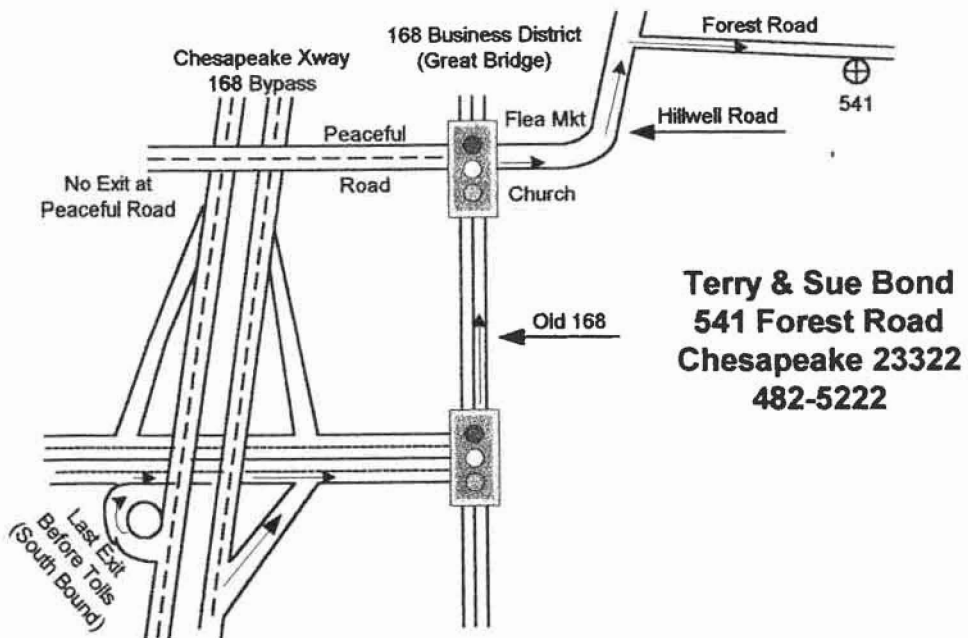 Forest Road
168 Business District
(Great Bridge)
Chesapeake Xway
168 Bypass
541
Flea Mkt
Hillwell Road
Peaceful
Road
No Exit at
Peaceful Road
Church
Terry & Sue Bond
541 Forest Road
Chesapeake 23322
482-5222
Old 168
Last Exit
Before Tolls
(South Bound)